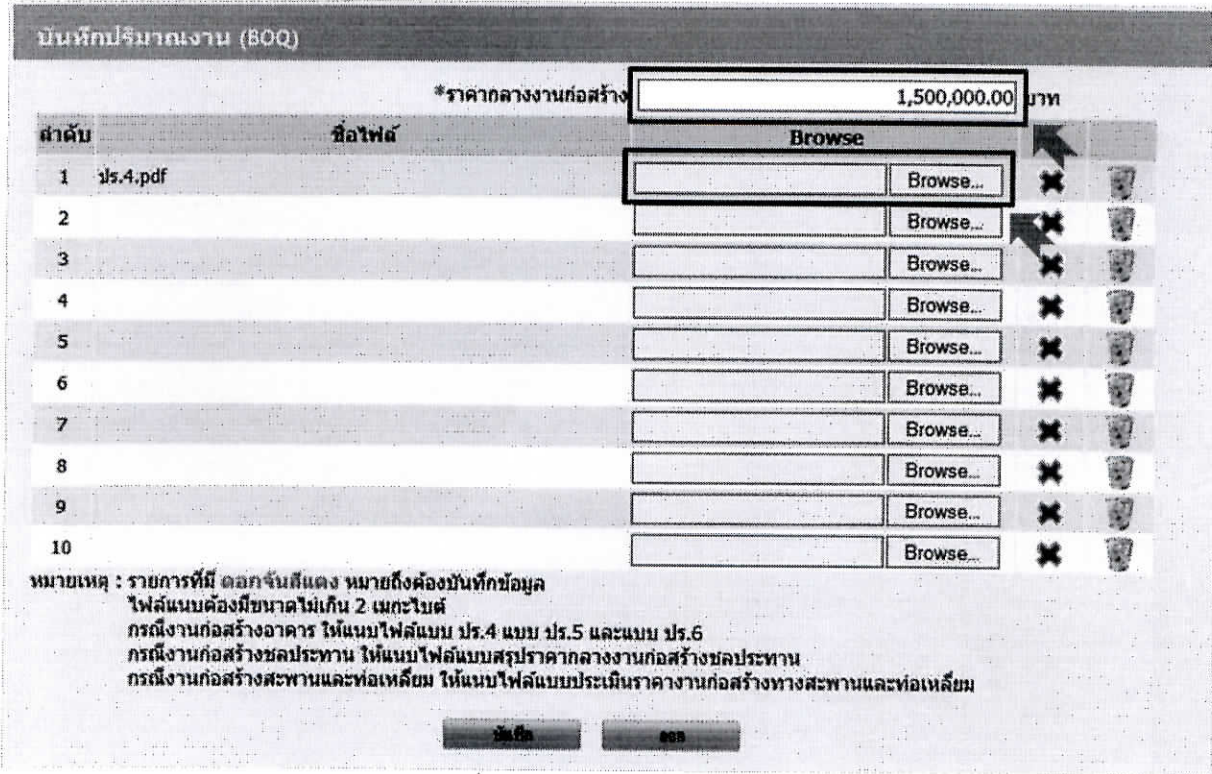 บันทึกปริมาณงาน (BOQ)
*ราคากลางงานก่อสร้าง 1,500,000.00 บาท
ลำดับ ชื่อไฟล์ Browse
1 ปร.4.pdf Browse...
2 Browse...
3 Browse...
4 Browse...
5 Browse...
6 Browse...
7 Browse...
8 Browse...
9 Browse...
10 Browse...
หมายเหตุ : รายการที่มี ดอกจันสีแดง หมายถึงต้องบันทึกข้อมูล
ไฟล์แนบต้องมีขนาดไม่เกิน 2 เมกะไบต์
กรณีงานก่อสร้างอาคาร ให้แนบไฟล์แบบ ปร.4 แบบ ปร.5 และแบบ ปร.6
กรณีงานก่อสร้างชลประทาน ให้แนบไฟล์แบบสรุปราคากลางงานก่อสร้างชลประทาน
กรณีงานก่อสร้างสะพานและท่อเหลี่ยม ให้แนบไฟล์แบบประเมินราคางานก่อสร้างทางสะพานและท่อเหลี่ยม
บันทึก ออก